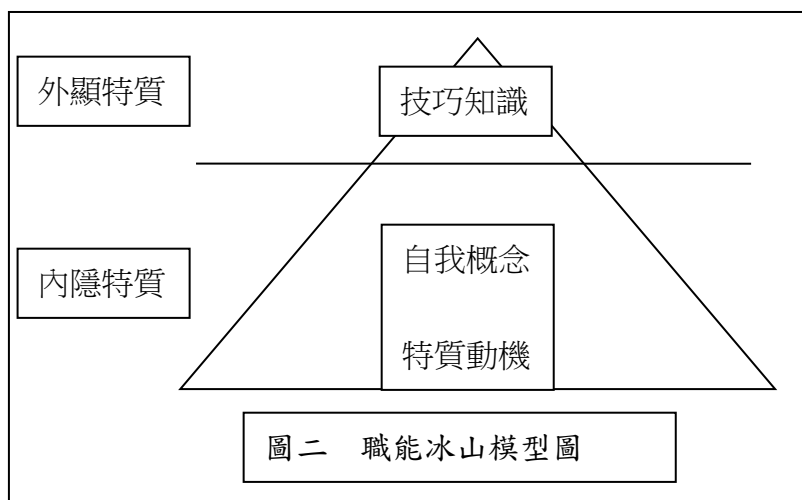 外顯特質
技巧知識
內隱特質
自我概念
特質動機
圖二　職能冰山模型圖